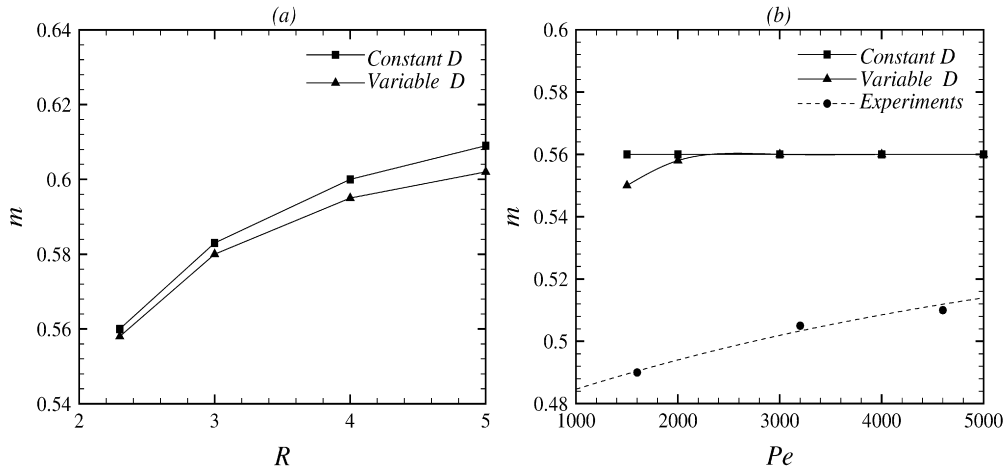 (a)
0.64
0.62
0.6
0.58
0.56
0.54
m
2
3
4
5
R
Constant D
Variable D
(b)
0.6
0.58
0.56
0.54
0.52
0.5
0.48
m
1000
2000
3000
4000
5000
Pe
Constant D
Variable D
Experiments